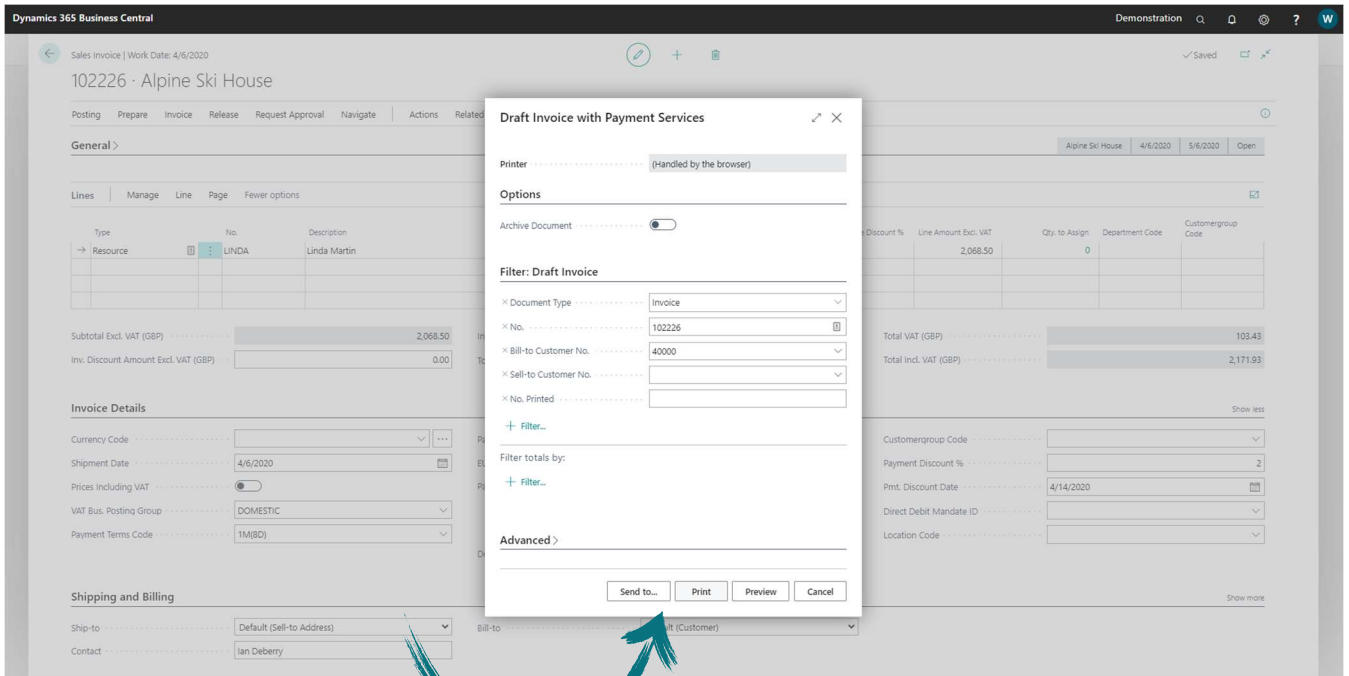 Dynamics 365 Business Central
Demonstration
?
W
Sales Invoice | Work Date: 4/6/2020
Saved
102226 · Alpine Ski House
Posting Prepare Invoice Release Request Approval Navigate Actions Related
General
Alpine Ski House 4/6/2020 5/6/2020 Open
Lines Manage Line Page Fewer options
Type No. Description
Discount % Line Amount Excl. VAT Qty. to Assign Department Code Customergroup Code
Resource LINDA Linda Martin
2,068.50 0
Subtotal Excl. VAT (GBP) 2,068.50
Total VAT (GBP) 103.43
Inv. Discount Amount Excl. VAT (GBP) 0.00
Total Incl. VAT (GBP) 2,171.93
Invoice Details
Show less
Currency Code
Customergroup Code
Shipment Date 4/6/2020
Payment Discount % 2
Prices Including VAT
Pmt. Discount Date 4/14/2020
VAT Bus. Posting Group DOMESTIC
Direct Debit Mandate ID
Payment Terms Code 1M(8D)
Location Code
Shipping and Billing
Show more
Ship-to Default (Sell-to Address)
Bill-to (Customer)
Contact Ian Deberry
Draft Invoice with Payment Services
Printer (Handled by the browser)
Options
Archive Document
Filter: Draft Invoice
Document Type Invoice
No. 102226
Bill-to Customer No. 40000
Sell-to Customer No.
No. Printed
Filter...
Filter totals by:
Filter...
Advanced
Send to... Print Preview Cancel